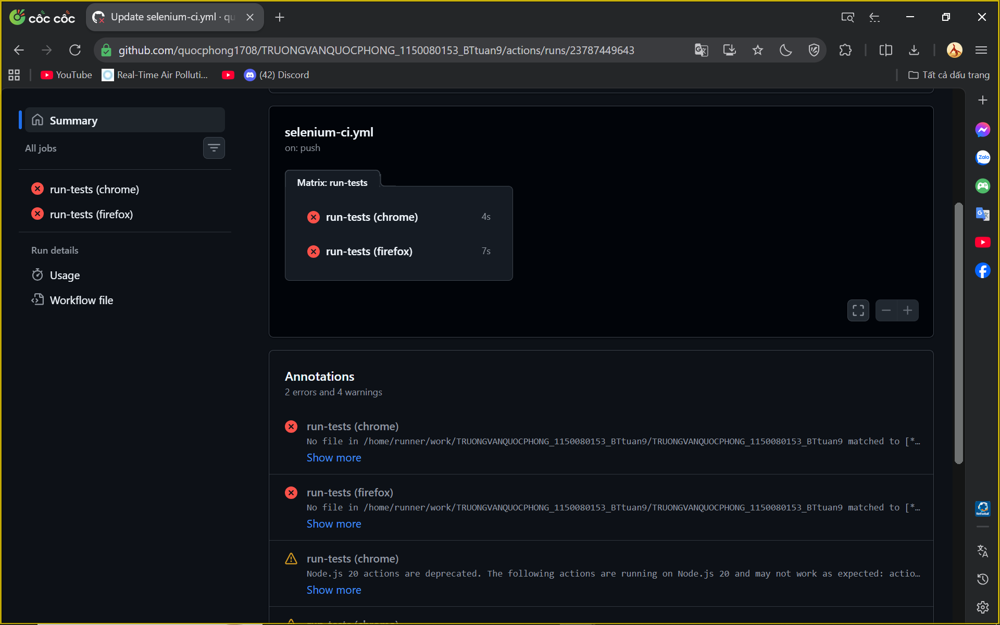 cốc cốc
Update selenium-ci.yml · qu
github.com/quocphong1708/TRUONGVANQUOCPHONG_1150080153_BTtuan9/actions/runs/23787449643
YouTube
Real-Time Air Polluti...
(42) Discord
Tất cả dấu trang
Summary
All jobs
run-tests (chrome)
run-tests (firefox)
Run details
Usage
Workflow file
selenium-ci.yml
on: push
Matrix: run-tests
run-tests (chrome) 4s
run-tests (firefox) 7s
Annotations
2 errors and 4 warnings
run-tests (chrome)
No file in /home/runner/work/TRUONGVANQUOCPHONG_1150080153_BTtuan9/TRUONGVANQUOCPHONG_1150080153_BTtuan9 matched to [*…
Show more
run-tests (firefox)
No file in /home/runner/work/TRUONGVANQUOCPHONG_1150080153_BTtuan9/TRUONGVANQUOCPHONG_1150080153_BTtuan9 matched to [*…
Show more
run-tests (chrome)
Node.js 20 actions are deprecated. The following actions are running on Node.js 20 and may not work as expected: actio…
Show more
Zalo